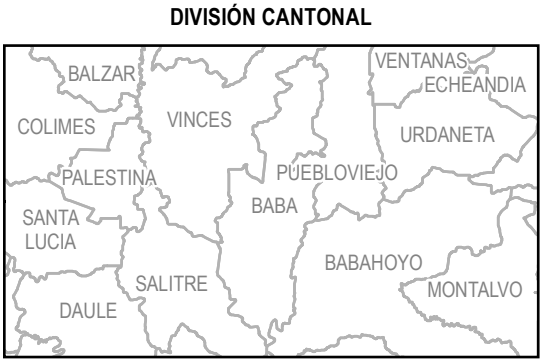 DIVISIÓN CANTONAL
VENTANAS
BALZAR
ECHEANDIA
COLIMES
VINCES
URDANETA
PALESTINA
PUEBLOVIEJO
BABA
SANTA
LUCIA
BABAHOYO
SALITRE
MONTALVO
DAULE